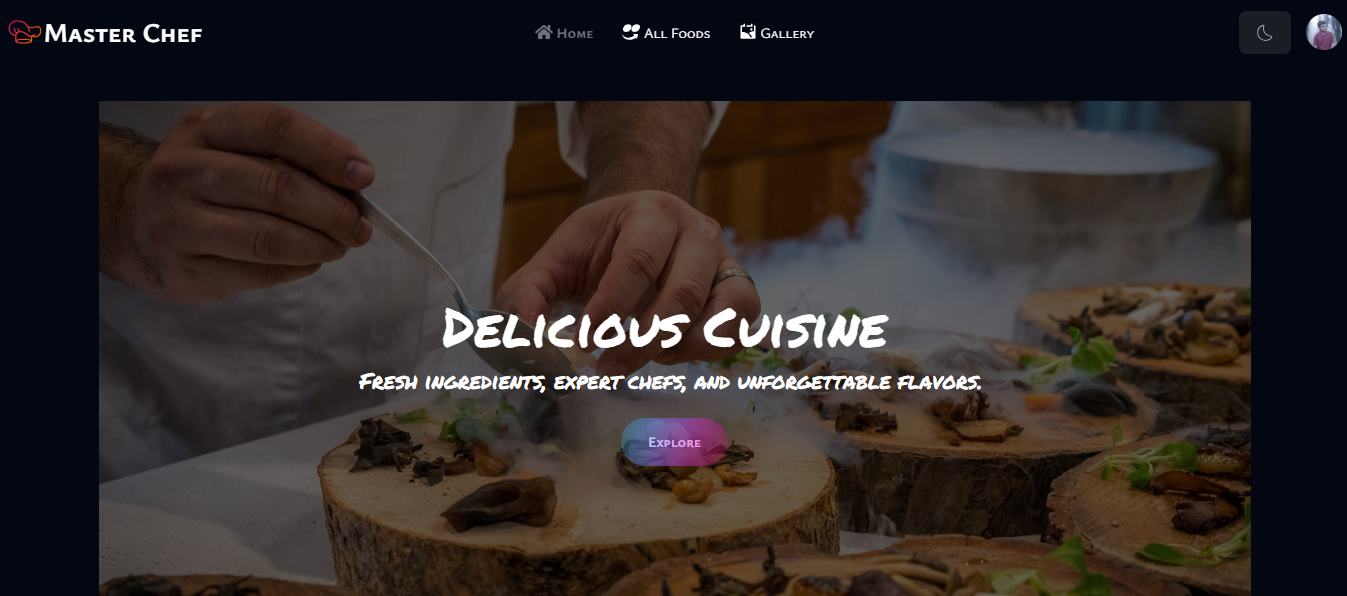 Master Chef
Home
All Foods
Gallery
Delicious Cuisine
Fresh ingredients, expert chefs, and unforgettable flavors.
Explore